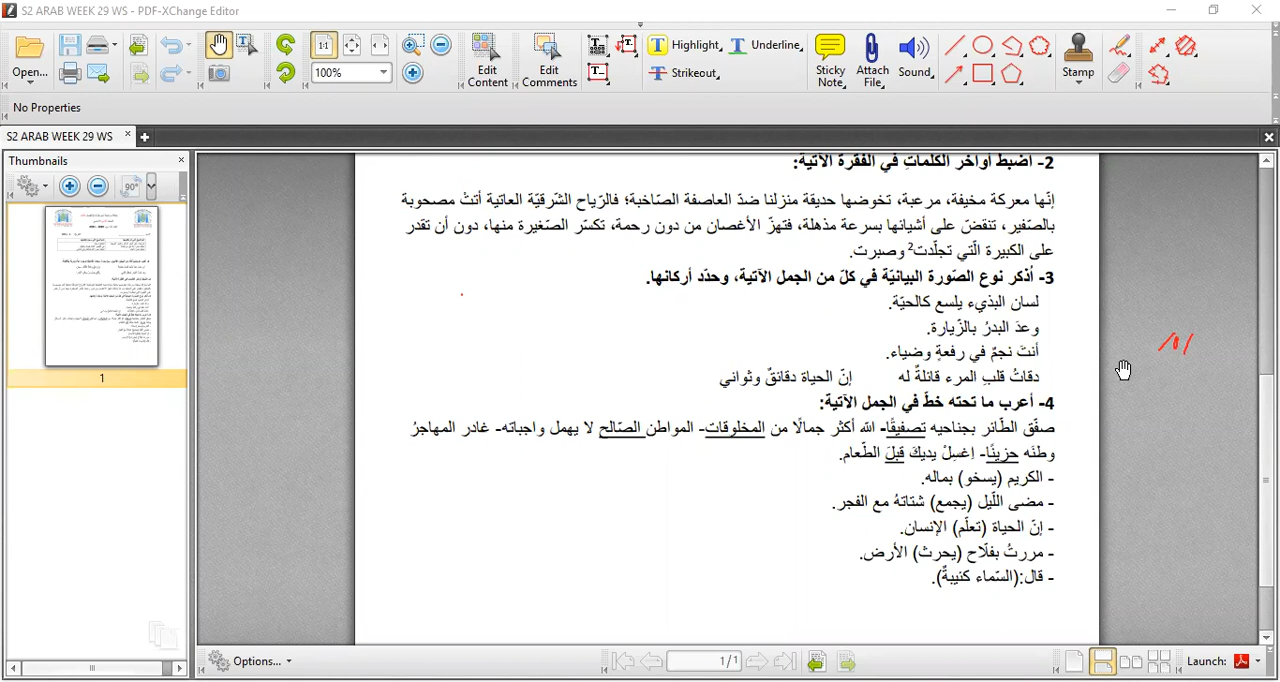 S2 ARAB WEEK 29 WS - PDF-XChange Editor
Open...
1:1
100%
Edit Content
Edit Comments
T Highlight
T Underline
T Strikeout
Sticky Note
Attach File
Sound
Stamp
No Properties
S2 ARAB WEEK 29 WS
Thumbnails
90°
1
2- اضبط أواخر الكلماتِ في الفقرة الآتية:
إنّها معركة مخيفة، مرعبة، تخوضها حديقة منزلنا ضدّ العاصفة الصّاخبة؛ فالرّياح الشّرقيّة العاتية أتتْ مصحوبة
بالصّفير، تنقضّ على أشيائها بسرعة مذهلة، فتهزّ الأغصان من دون رحمة، تكسّر الصّغيرة منها، دون أن تقدر
على الكبيرة الّتي تجلّدت2 وصبرت.
3- أذكر نوع الصّورة البيانيّة في كلّ من الجمل الآتية، وحدّد أركانها.
لسان البذيء يلسع كالحيّة.
وعدَ البدرُ بالزّيارة.
أنتَ نجمٌ في رفعةٍ وضياء.
دقاتُ قلبِ المرء قائلةٌ له إنّ الحياة دقائقٌ وثواني
4- أعرب ما تحته خطّ في الجمل الآتية:
صفّق الطّائر بجناحيه تصفيقًا- الله أكثر جمالًا من المخلوقات- المواطن الصّالح لا يهمل واجباته- غادر المهاجرُ
وطنَه حزينًا- اِغسِلْ يديكَ قبلَ الطّعام.
- الكريم (يسخو) بماله.
- مضى اللّيل (يجمع) شتاتهُ مع الفجر.
- إنّ الحياة (تعلّم) الإنسان.
- مررتُ بفلّاح (يحرث) الأرض.
- قال:(السّماء كئيبةٌ).
Options...
1/1
Launch: